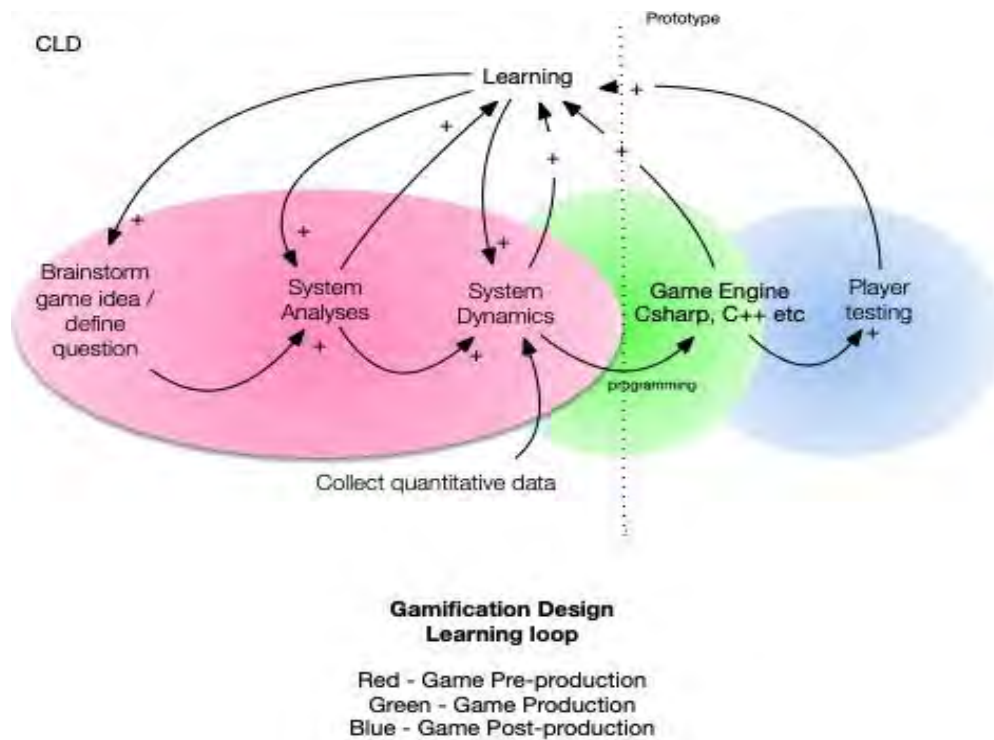 Prototype
CLD
Learning
+
+
+
+
+
+
+
Brainstorm
game idea /
define
question
System
Analyses
System
Dynamics
Game Engine
Csharp, C++ etc
Player
testing
+
+
+
programming
Collect quantitative data
Gamification Design
Learning loop
Red - Game Pre-production
Green - Game Production
Blue - Game Post-production